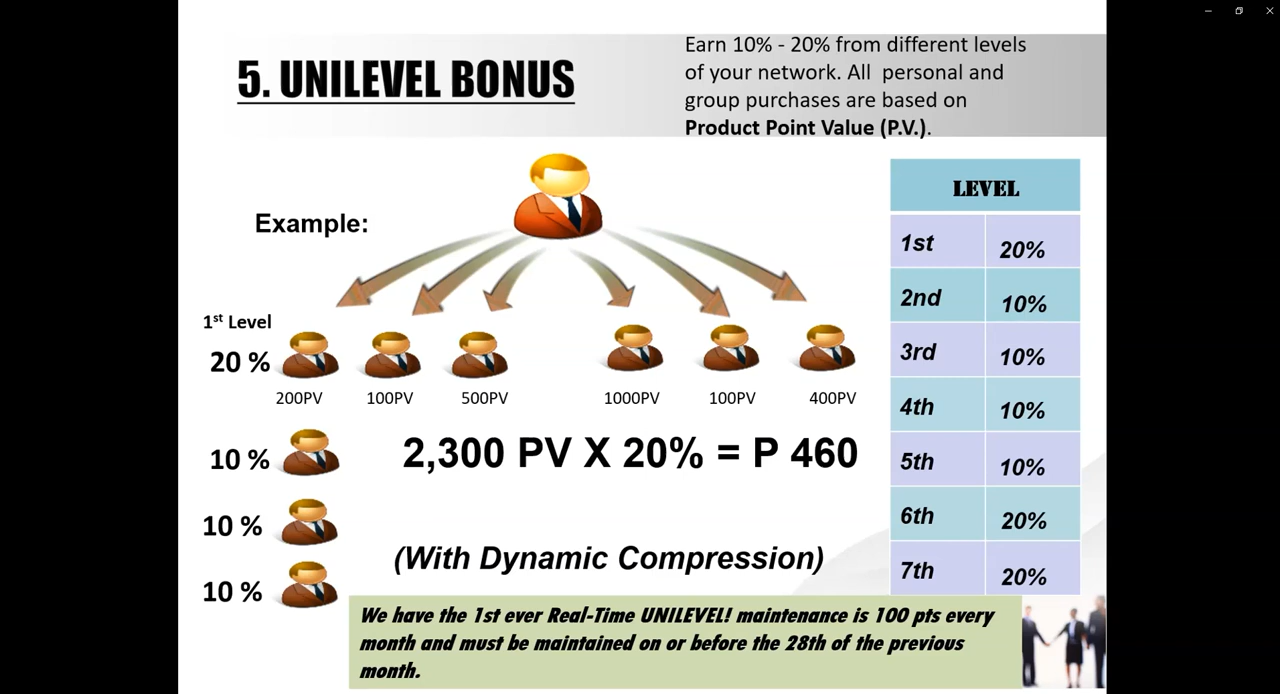 5. UNILEVEL BONUS
Earn 10% - 20% from different levels
of your network. All personal and
group purchases are based on
Product Point Value (P.V.).
Example:
1st Level
20 %
200PV
100PV
500PV
1000PV
100PV
400PV
10 %
2,300 PV X 20% = P 460
10 %
(With Dynamic Compression)
10 %
LEVEL
1st 20%
2nd 10%
3rd 10%
4th 10%
5th 10%
6th 20%
7th 20%
We have the 1st ever Real-Time UNILEVEL! maintenance is 100 pts every
month and must be maintained on or before the 28th of the previous
month.